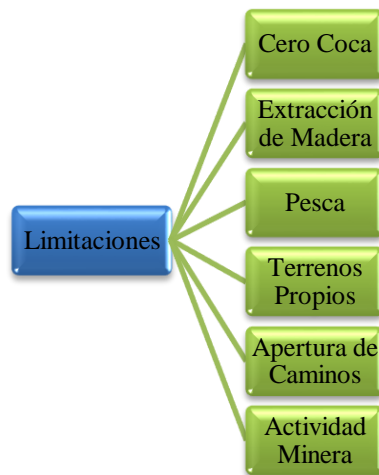 Limitaciones
Cero Coca
Extracción
de Madera
Pesca
Terrenos
Propios
Apertura de
Caminos
Actividad
Minera